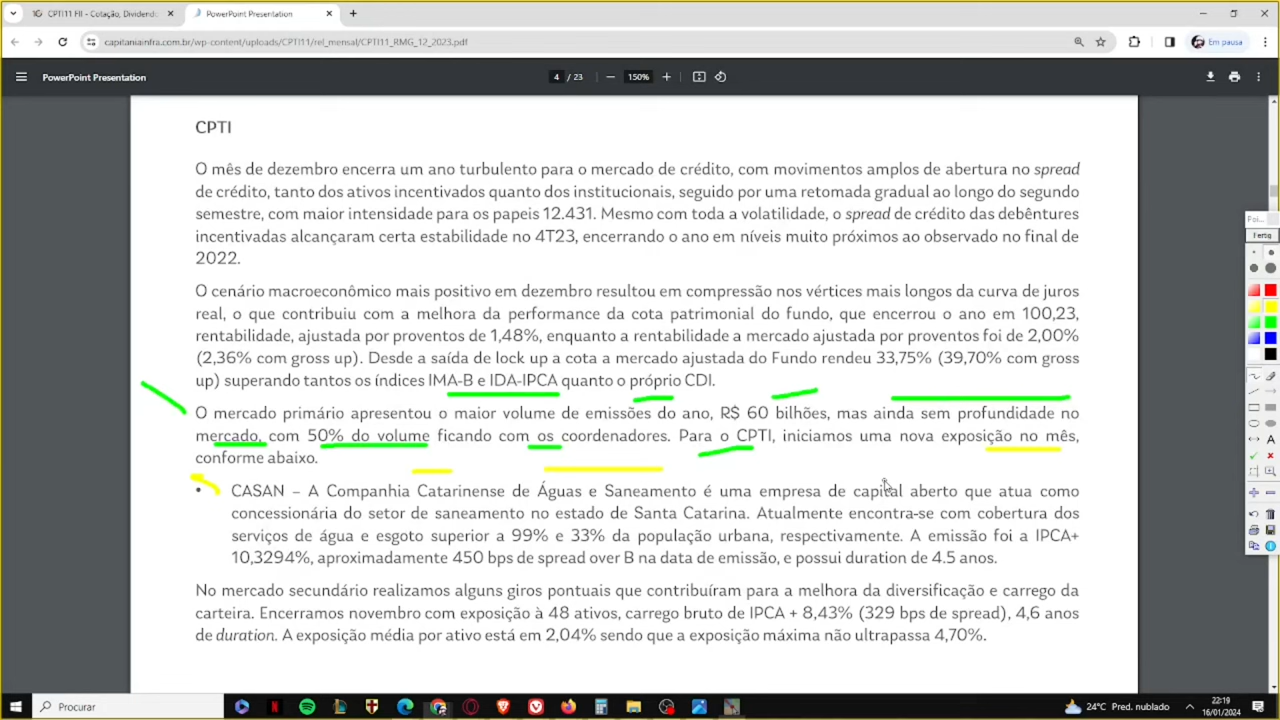 CPTI11 FII - Cotação, Dividendo
PowerPoint Presentation
capitaniainfra.com.br/wp-content/uploads/CPTI11/rel_mensal/CPTI11_RMG_12_2023.pdf
Em pausa
PowerPoint Presentation
4 / 23
150%
CPTI
O mês de dezembro encerra um ano turbulento para o mercado de crédito, com movimentos amplos de abertura no spread
de crédito, tanto dos ativos incentivados quanto dos institucionais, seguido por uma retomada gradual ao longo do segundo
semestre, com maior intensidade para os papeis 12.431. Mesmo com toda a volatilidade, o spread de crédito das debêntures
incentivadas alcançaram certa estabilidade no 4T23, encerrando o ano em níveis muito próximos ao observado no final de
2022.
O cenário macroeconômico mais positivo em dezembro resultou em compressão nos vértices mais longos da curva de juros
real, o que contribuiu com a melhora da performance da cota patrimonial do fundo, que encerrou o ano em 100,23,
rentabilidade, ajustada por proventos de 1,48%, enquanto a rentabilidade a mercado ajustada por proventos foi de 2,00%
(2,36% com gross up). Desde a saída de lock up a cota a mercado ajustada do Fundo rendeu 33,75% (39,70% com gross
up) superando tantos os índices IMA-B e IDA-IPCA quanto o próprio CDI.
O mercado primário apresentou o maior volume de emissões do ano, R$ 60 bilhões, mas ainda sem profundidade no
mercado, com 50% do volume ficando com os coordenadores. Para o CPTI, iniciamos uma nova exposição no mês,
conforme abaixo.
• CASAN – A Companhia Catarinense de Águas e Saneamento é uma empresa de capital aberto que atua como
concessionária do setor de saneamento no estado de Santa Catarina. Atualmente encontra-se com cobertura dos
serviços de água e esgoto superior a 99% e 33% da população urbana, respectivamente. A emissão foi a IPCA+
10,3294%, aproximadamente 450 bps de spread over B na data de emissão, e possui duration de 4.5 anos.
No mercado secundário realizamos alguns giros pontuais que contribuíram para a melhora da diversificação e carrego da
carteira. Encerramos novembro com exposição à 48 ativos, carrego bruto de IPCA + 8,43% (329 bps de spread), 4,6 anos
de duration. A exposição média por ativo está em 2,04% sendo que a exposição máxima não ultrapassa 4,70%.
Poi...
Fertig
A
Procurar
24°C Pred. nublado
22:19
16/01/2024